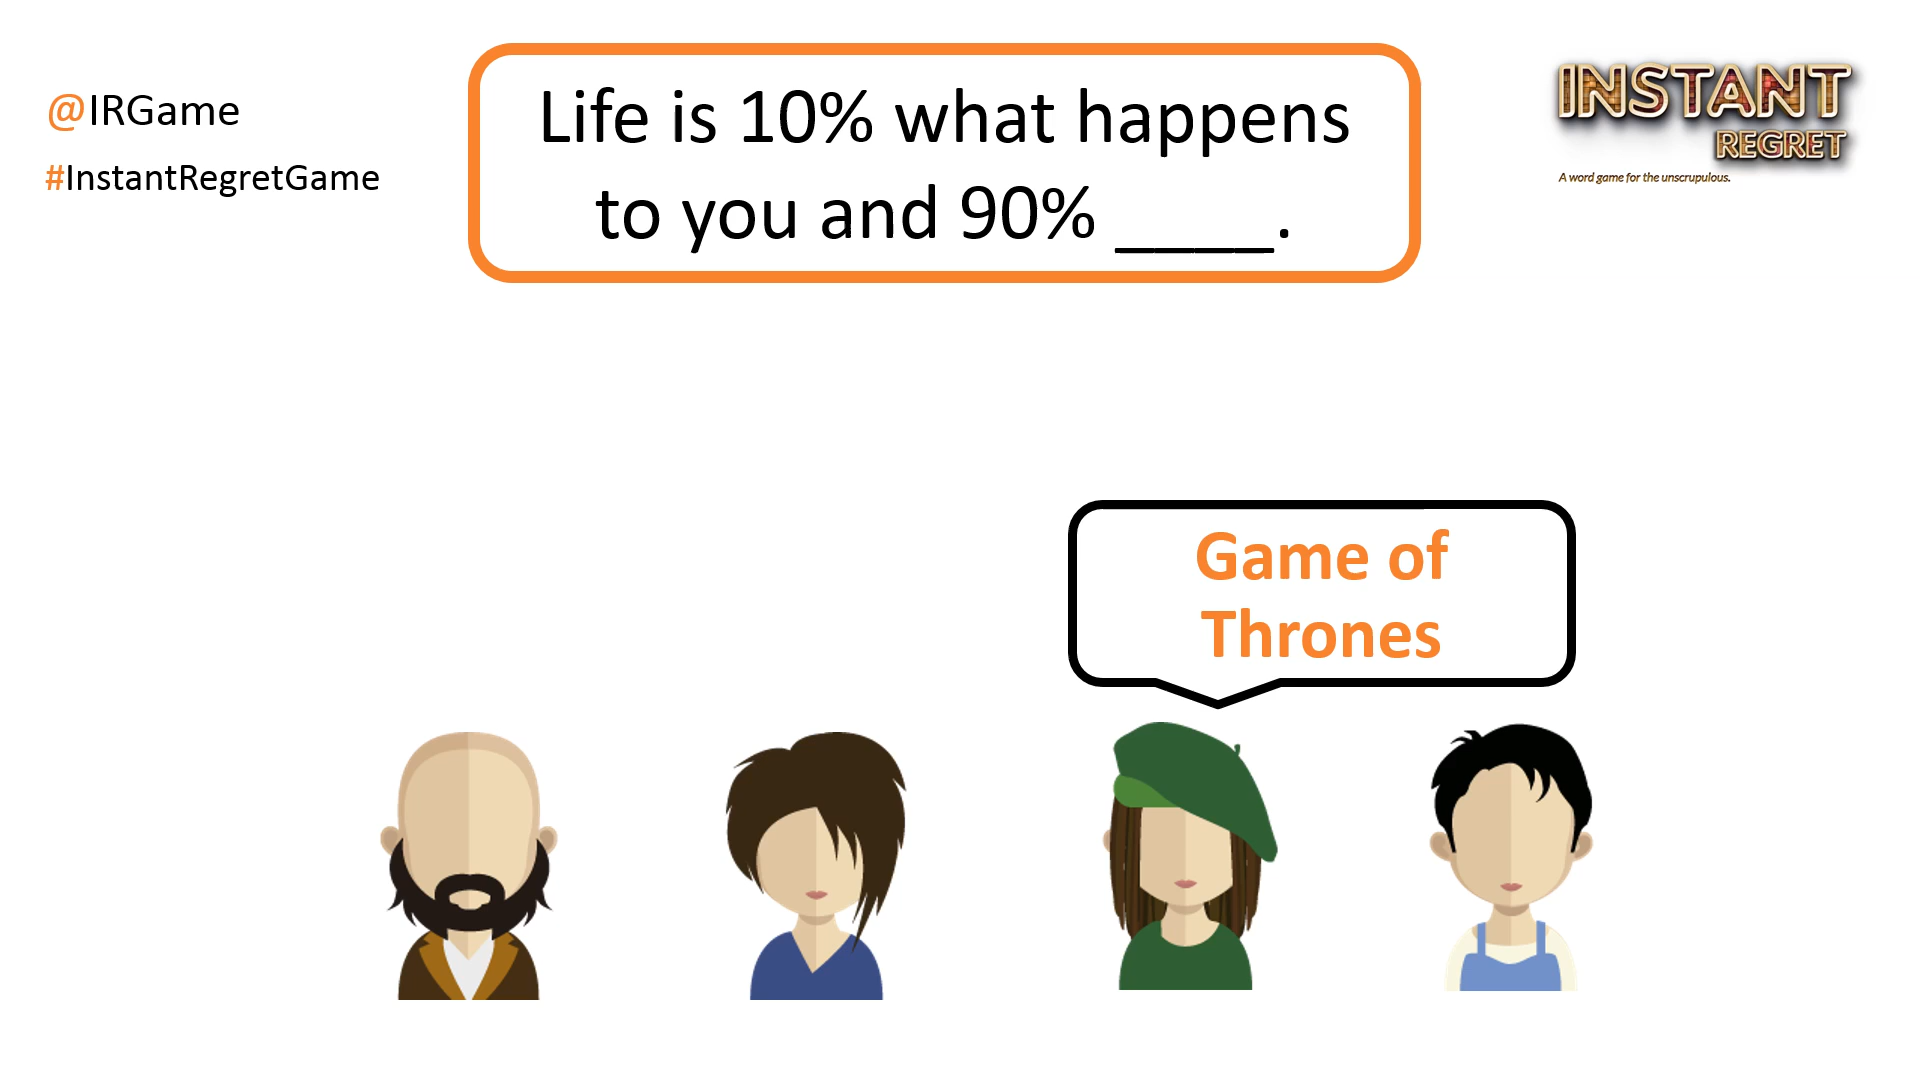 @IRGame
#InstantRegretGame
Life is 10% what happens
to you and 90% ____.
INSTANT
REGRET
A word game for the unscrupulous.
Game of
Thrones